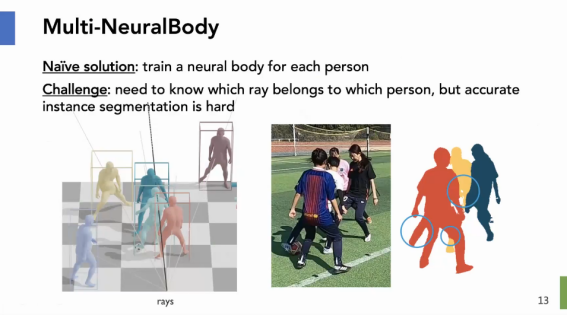 Multi-NeuralBody
Naïve solution: train a neural body for each person
Challenge: need to know which ray belongs to which person, but accurate
instance segmentation is hard
rays
13